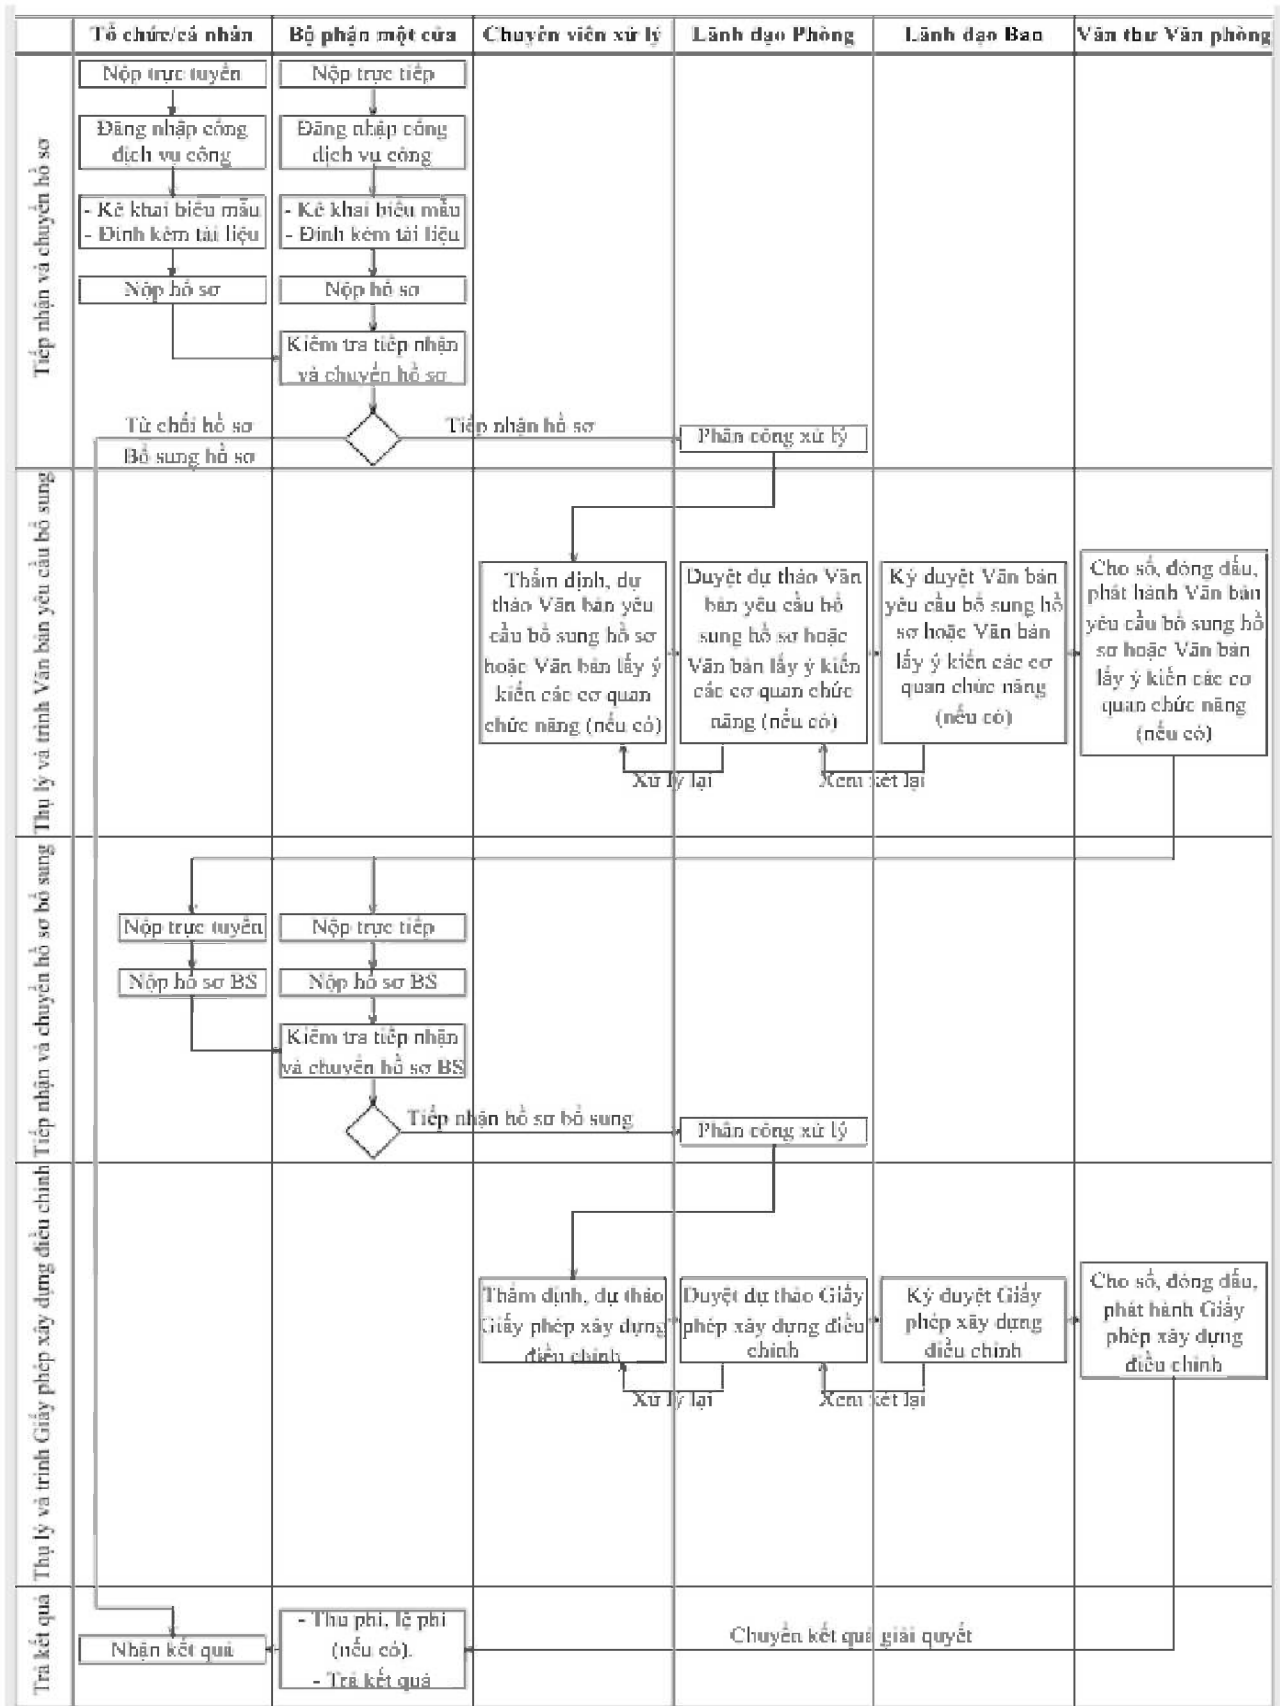 Tổ chức/cá nhân
Bộ phận một cửa
Chuyên viên xử lý
Lãnh đạo Phòng
Lãnh đạo Ban
Văn thư Văn phòng
Tiếp nhận và chuyển hồ sơ
Nộp trực tuyến
Nộp trực tiếp
Đăng nhập cổng
dịch vụ công
Đăng nhập cổng
dịch vụ công
- Kê khai biểu mẫu
- Đính kèm tài liệu
- Kê khai biểu mẫu
- Đính kèm tài liệu
Nộp hồ sơ
Nộp hồ sơ
Kiểm tra tiếp nhận
và chuyển hồ sơ
Từ chối hồ sơ
Bổ sung hồ sơ
Tiếp nhận hồ sơ
Phân công xử lý
Thụ lý và trình Văn bản yêu cầu bổ sung
Thẩm định, dự
thảo Văn bản yêu
cầu bổ sung hồ sơ
hoặc Văn bản lấy ý
kiến các cơ quan
chức năng (nếu có)
Duyệt dự thảo Văn
bản yêu cầu bổ
sung hồ sơ hoặc
Văn bản lấy ý kiến
các cơ quan chức
năng (nếu có)
Ký duyệt Văn bản
yêu cầu bổ sung hồ
sơ hoặc Văn bản
lấy ý kiến các cơ
quan chức năng
(nếu có)
Cho số, đóng dấu,
phát hành Văn bản
yêu cầu bổ sung hồ
sơ hoặc Văn bản
lấy ý kiến các cơ
quan chức năng
(nếu có)
Xử lý lại
Xem xét lại
Tiếp nhận và chuyển hồ sơ bổ sung
Nộp trực tuyến
Nộp trực tiếp
Nộp hồ sơ BS
Nộp hồ sơ BS
Kiểm tra tiếp nhận
và chuyển hồ sơ BS
Tiếp nhận hồ sơ bổ sung
Phân công xử lý
Thụ lý và trình Giấy phép xây dựng điều chỉnh
Thẩm định, dự thảo
Giấy phép xây dựng
điều chỉnh
Duyệt dự thảo Giấy
phép xây dựng điều
chỉnh
Ký duyệt Giấy
phép xây dựng
điều chỉnh
Cho số, đóng dấu,
phát hành Giấy
phép xây dựng
điều chỉnh
Xử lý lại
Xem xét lại
Trả kết quả
Nhận kết quả
- Thu phí, lệ phí
(nếu có).
- Trả kết quả
Chuyển kết quả giải quyết